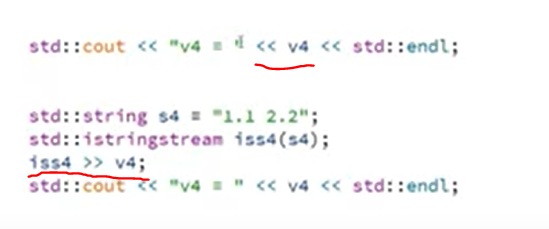 std::cout << "v4 = " << v4 << std::endl;
std::string s4 = "1.1 2.2";
std::istringstream iss4(s4);
iss4 >> v4;
std::cout << "v4 = " << v4 << std::endl;